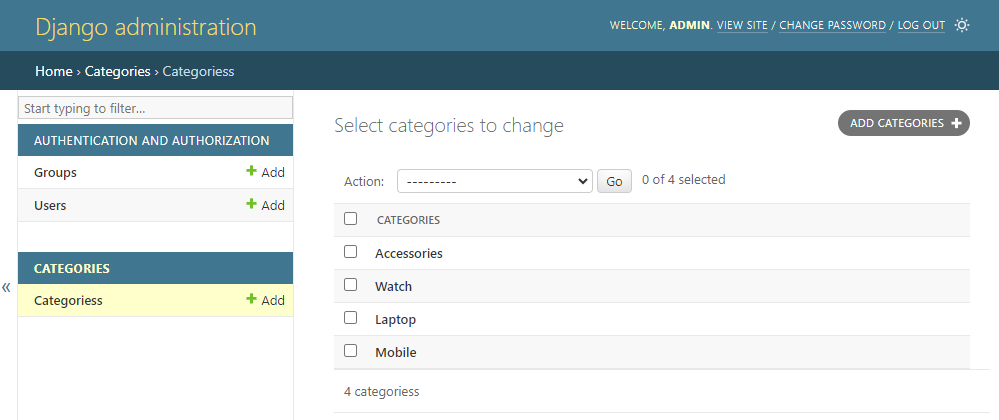 Django administration
WELCOME, ADMIN. VIEW SITE / CHANGE PASSWORD / LOG OUT
Home › Categories › Categoriess
Start typing to filter...
AUTHENTICATION AND AUTHORIZATION
Groups + Add
Users + Add
CATEGORIES
Categoriess + Add
«
Select categories to change
ADD CATEGORIES +
Action: --------- Go 0 of 4 selected
CATEGORIES
Accessories
Watch
Laptop
Mobile
4 categoriess